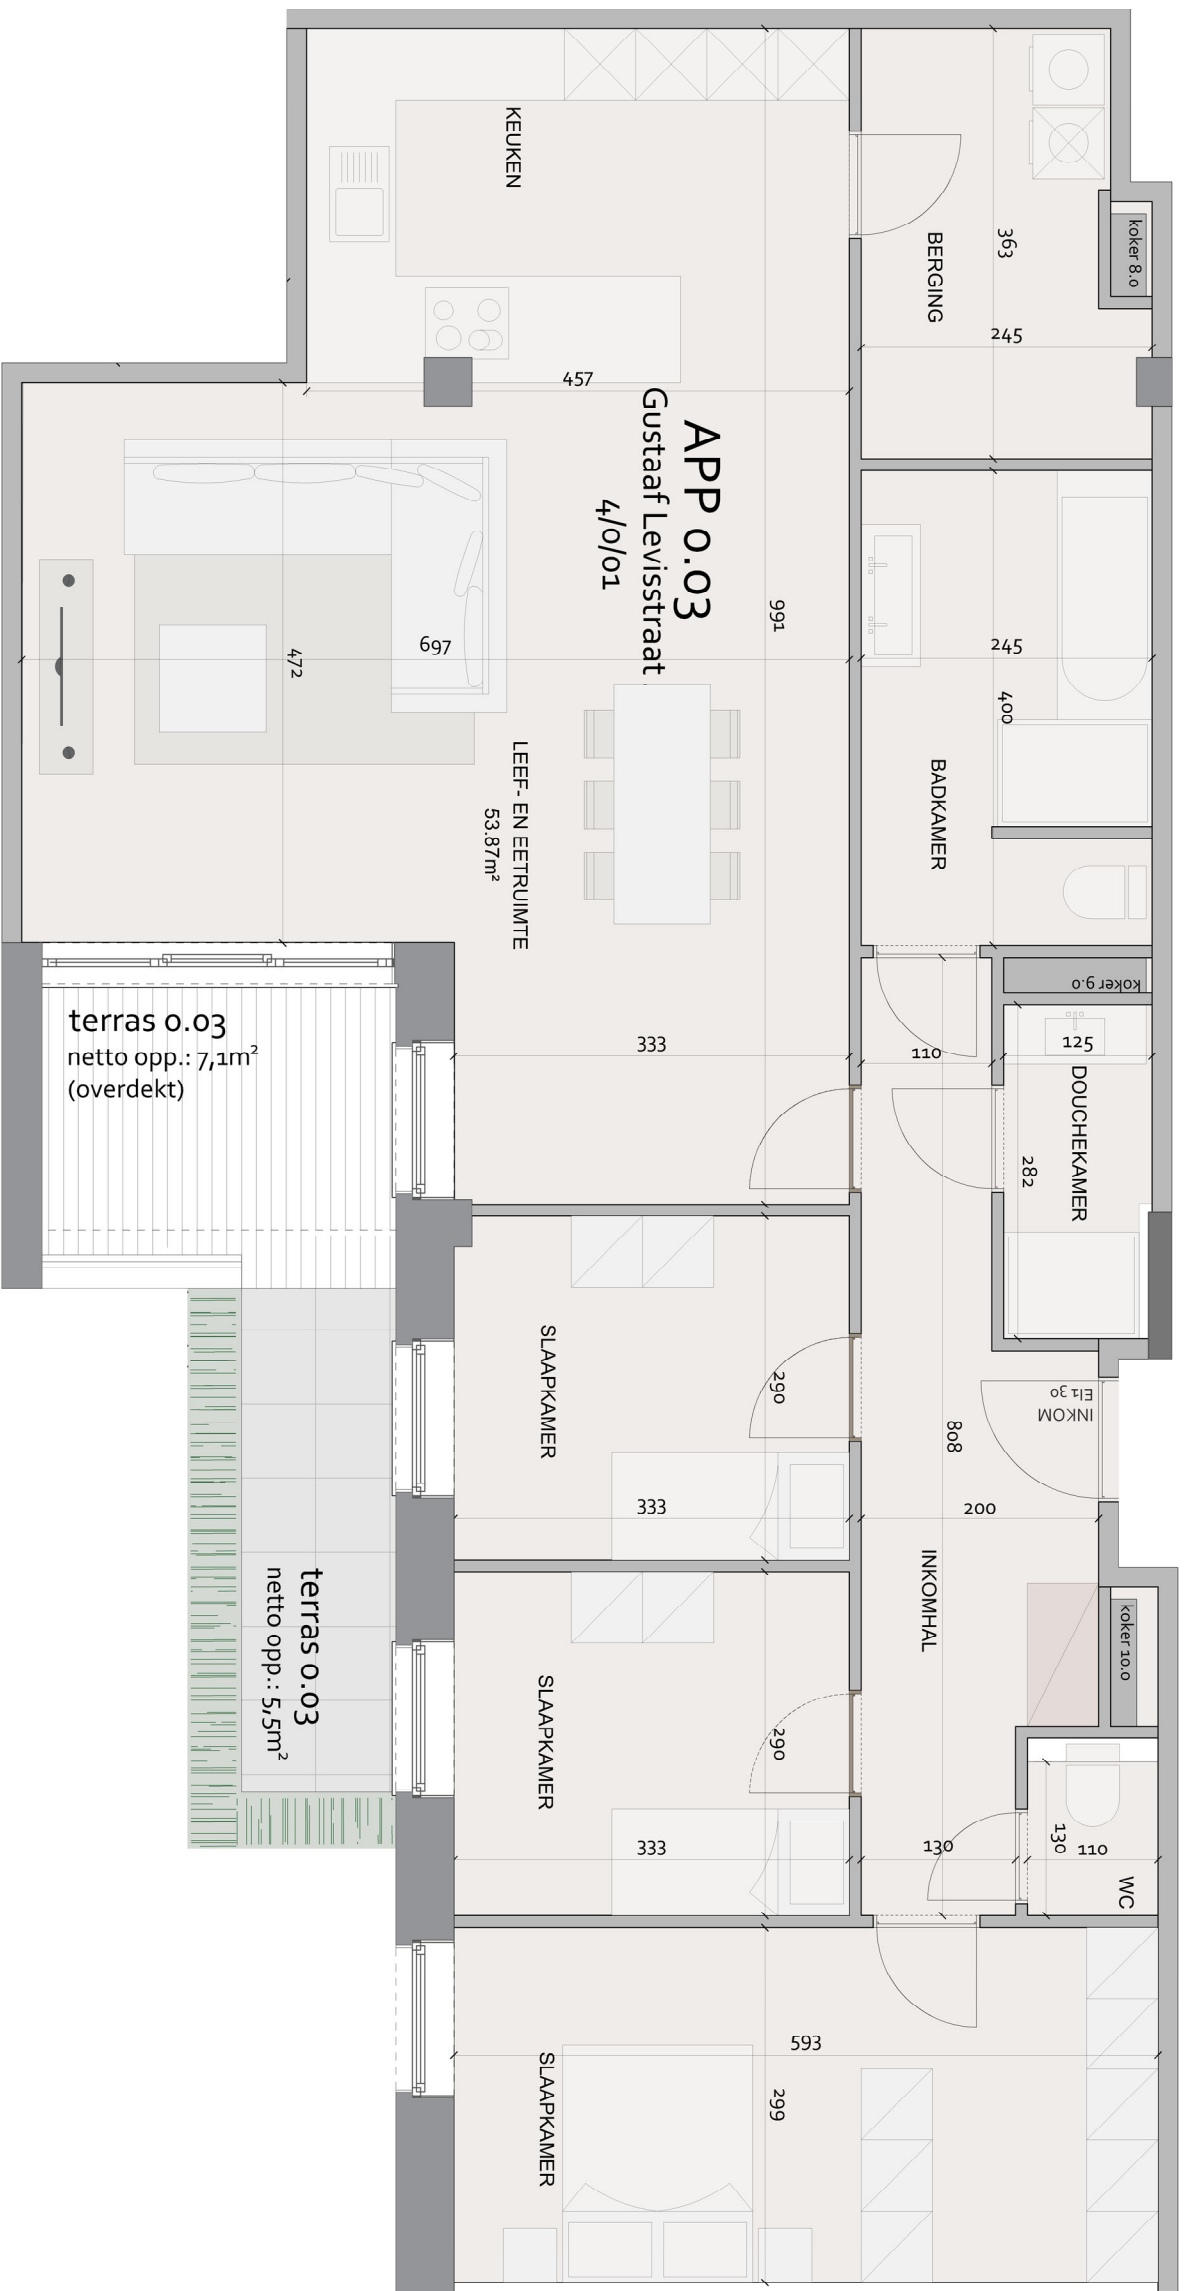 KEUKEN
BERGING
363
koker 8.0
245
457
APP 0.03
Gustaaf Levisstraat
4/0/01
991
697
472
245
400
BADKAMER
LEEF- EN EETRUIMTE
53.87m²
koker 9.0
terras 0.03
netto opp.: 7,1m²
(overdekt)
333
110
125
DOUCHEKAMER
282
SLAAPKAMER
290
INKOM
EI1 30
808
333
200
INKOMHAL
terras 0.03
netto opp.: 5,5m²
koker 10.0
SLAAPKAMER
290
333
130
130
110
WC
593
SLAAPKAMER
299